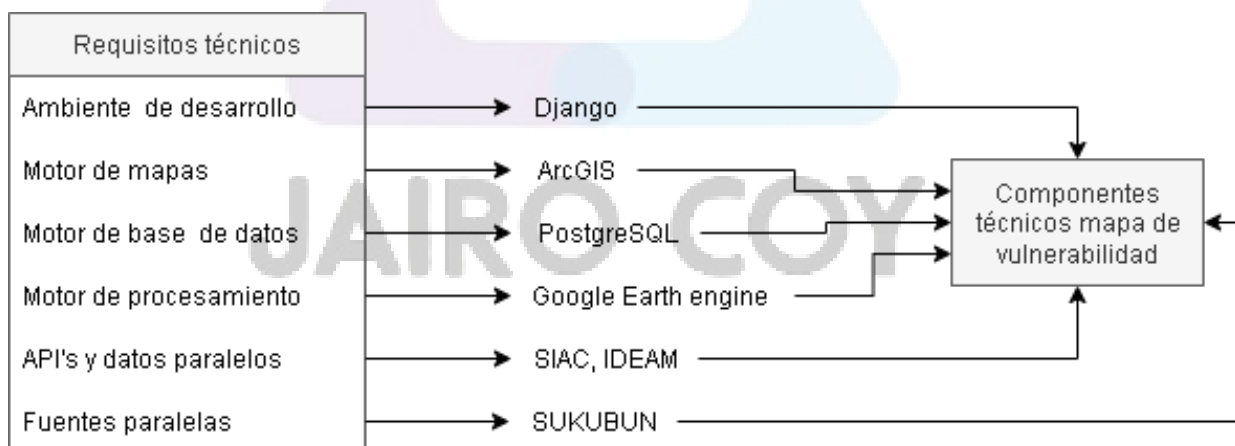 Requisitos técnicos
Ambiente de desarrollo
Django
Motor de mapas
ArcGIS
Motor de base de datos
PostgreSQL
Motor de procesamiento
Google Earth engine
API's y datos paralelos
SIAC, IDEAM
Fuentes paralelas
SUKUBUN
Componentes
técnicos mapa de
vulnerabilidad
JAIRO COY